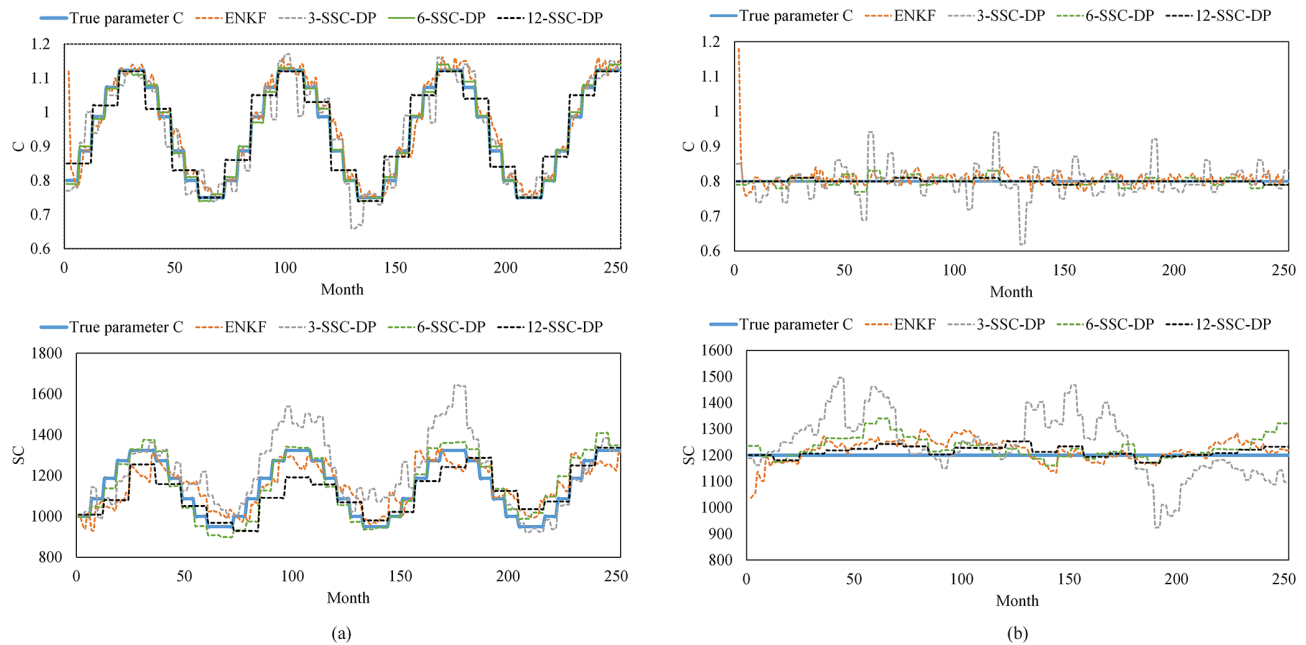 True parameter C ENKF 3-SSC-DP 6-SSC-DP 12-SSC-DP
1.2
1.1
1
0.9
0.8
0.7
0.6
C
0 50 100 150 200 250
Month
True parameter C ENKF 3-SSC-DP 6-SSC-DP 12-SSC-DP
1.2
1.1
1
0.9
0.8
0.7
0.6
C
0 50 100 150 200 250
Month
True parameter C ENKF 3-SSC-DP 6-SSC-DP 12-SSC-DP
1800
1600
1400
1200
1000
800
SC
0 50 100 150 200 250
Month
(a)
True parameter C ENKF 3-SSC-DP 6-SSC-DP 12-SSC-DP
1600
1500
1400
1300
1200
1100
1000
900
800
SC
0 50 100 150 200 250
Month
(b)